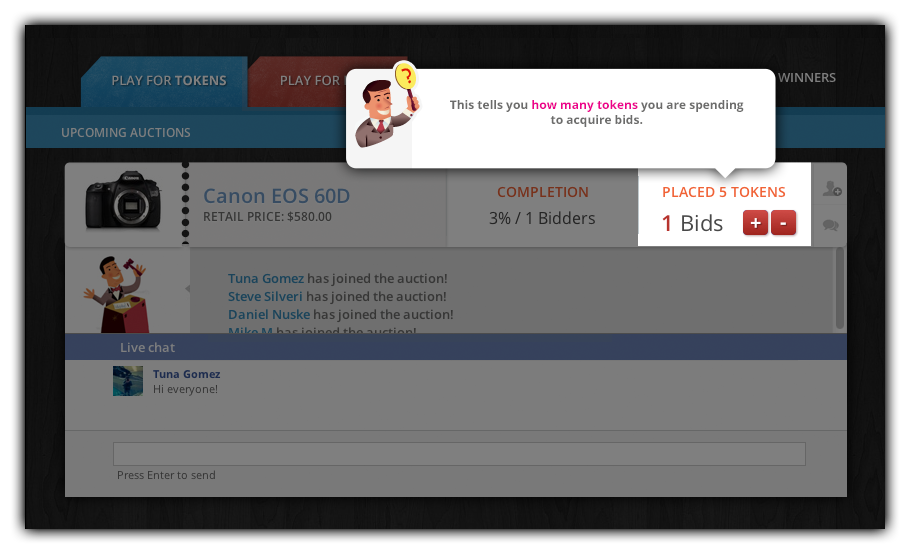 PLAY FOR TOKENS
PLAY FOR
WINNERS
?
This tells you how many tokens you are spending
to acquire bids.
UPCOMING AUCTIONS
Canon EOS 60D
RETAIL PRICE: $580.00
COMPLETION
3% / 1 Bidders
PLACED 5 TOKENS
1 Bids + -
Tuna Gomez has joined the auction!
Steve Silveri has joined the auction!
Daniel Nuske has joined the auction!
Mike M has joined the auction!
Live chat
Tuna Gomez
Hi everyone!
Press Enter to send